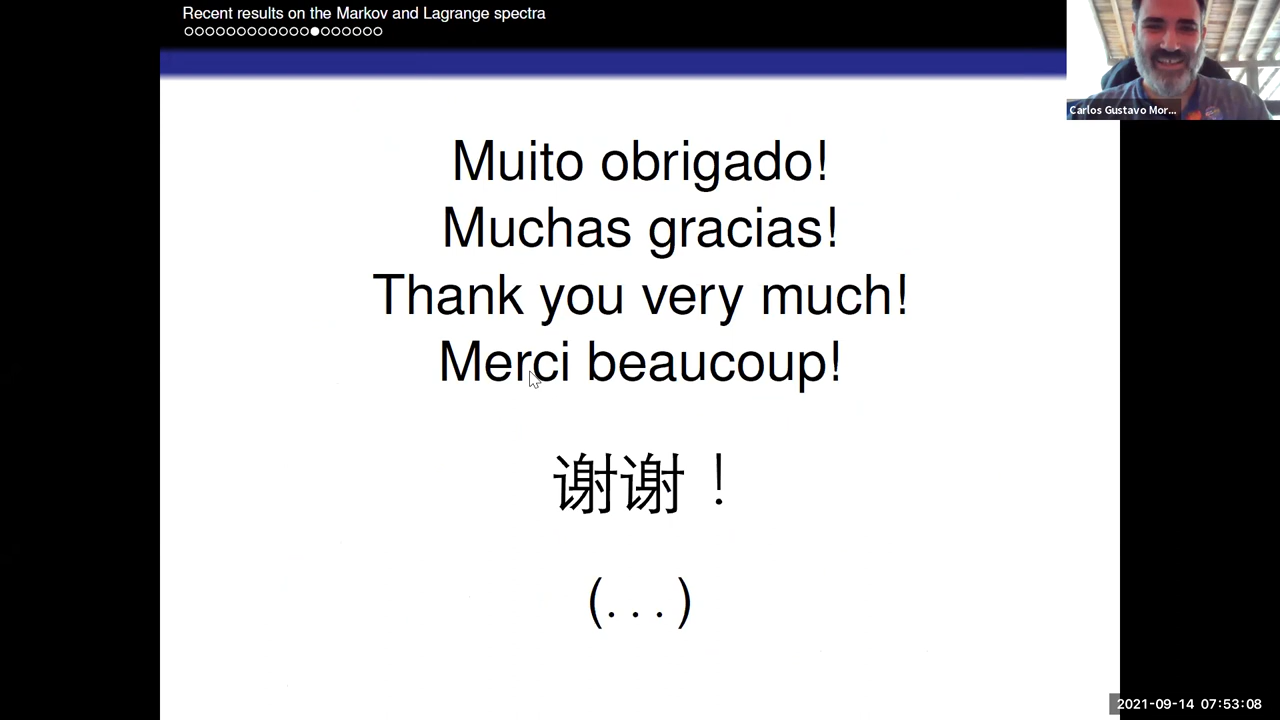 Recent results on the Markov and Lagrange spectra
Carlos Gustavo Mor...
Muito obrigado!
Muchas gracias!
Thank you very much!
Merci beaucoup!
谢谢！
(...)
2021-09-14 07:53:08